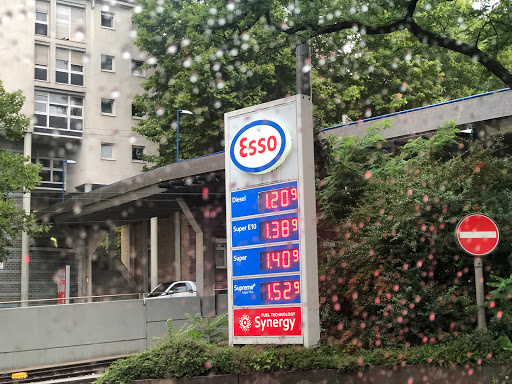 Esso
Diesel 1.20⁹
Super E10 1.38⁹
Super 1.40⁹
Supreme+ 1.52⁹
FUEL TECHNOLOGY
Synergy